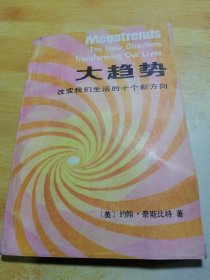 Megatrends
Ten New Directions
Transforming Our Lives
大趋势
改变我们生活的十个新方向
〔美〕约翰·奈斯比特 著